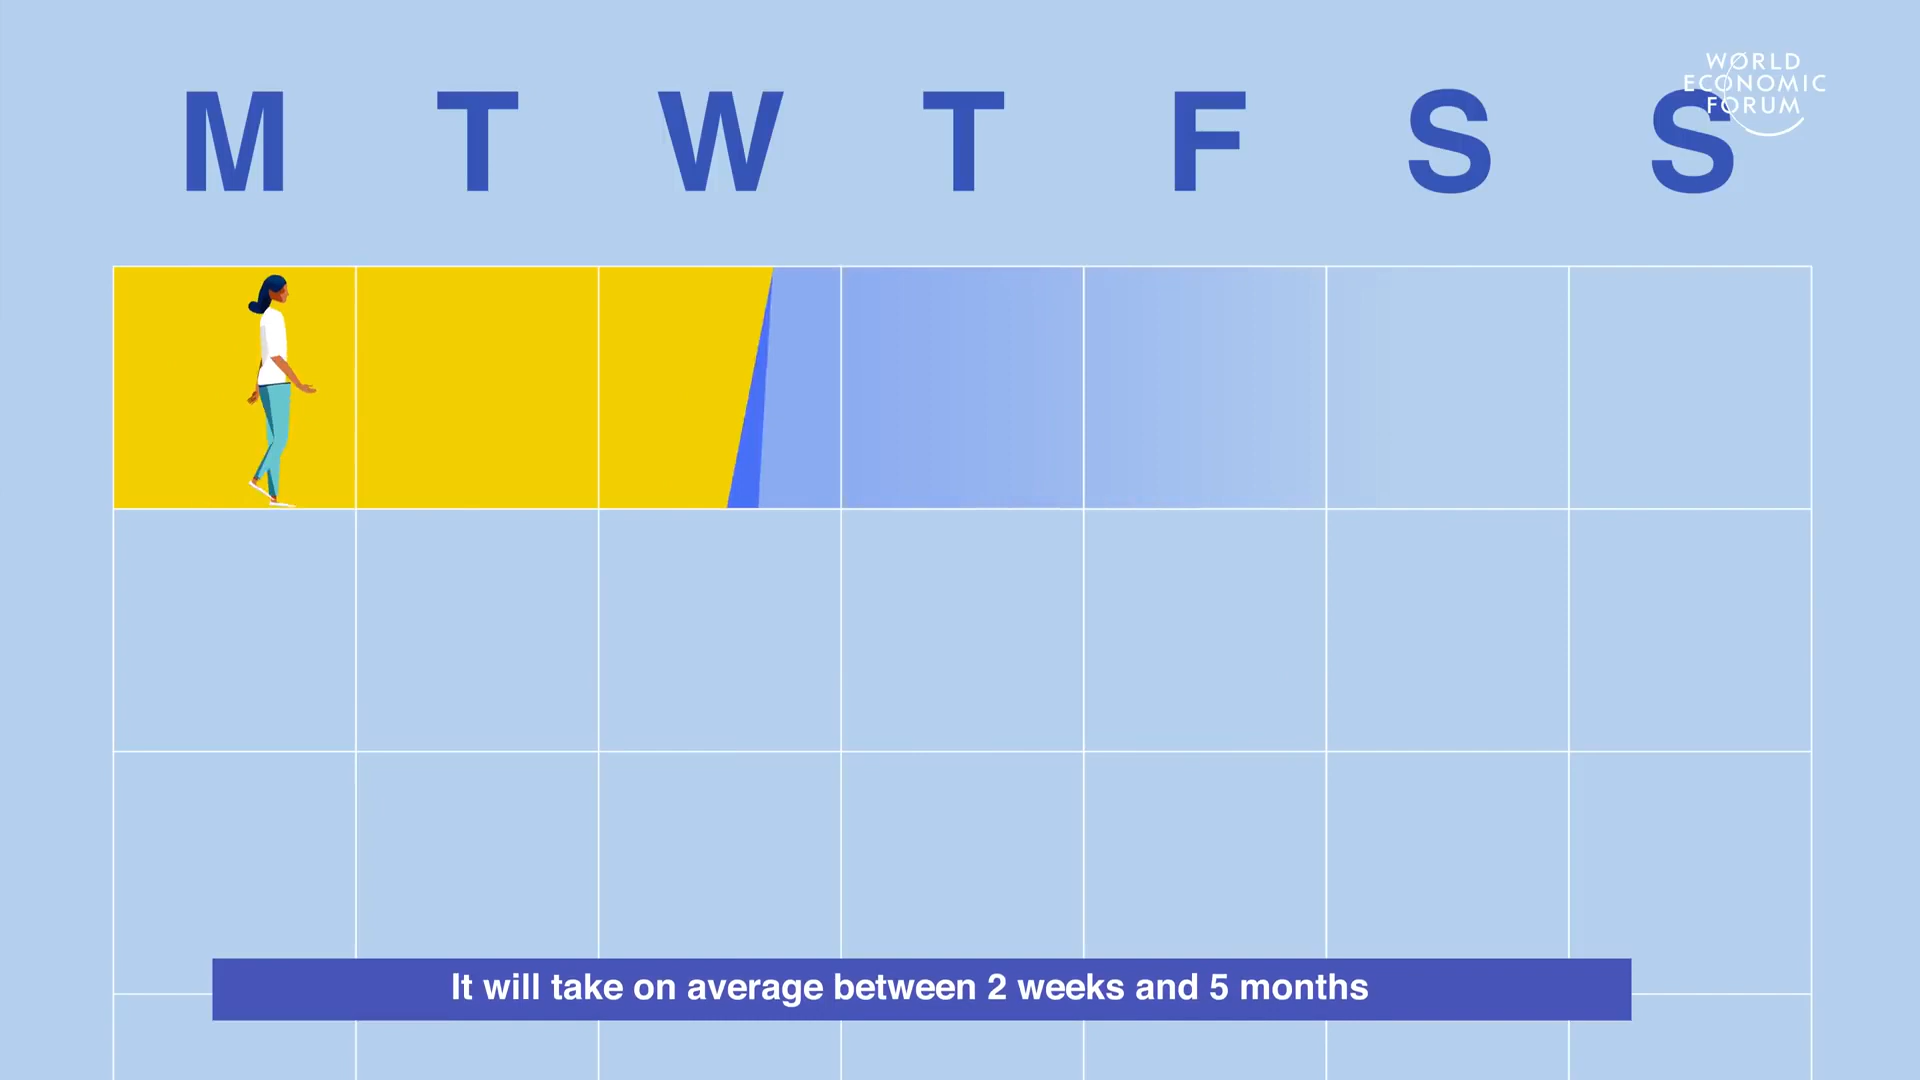 WORLD
ECONOMIC
FORUM
M T W T F S S
It will take on average between 2 weeks and 5 months